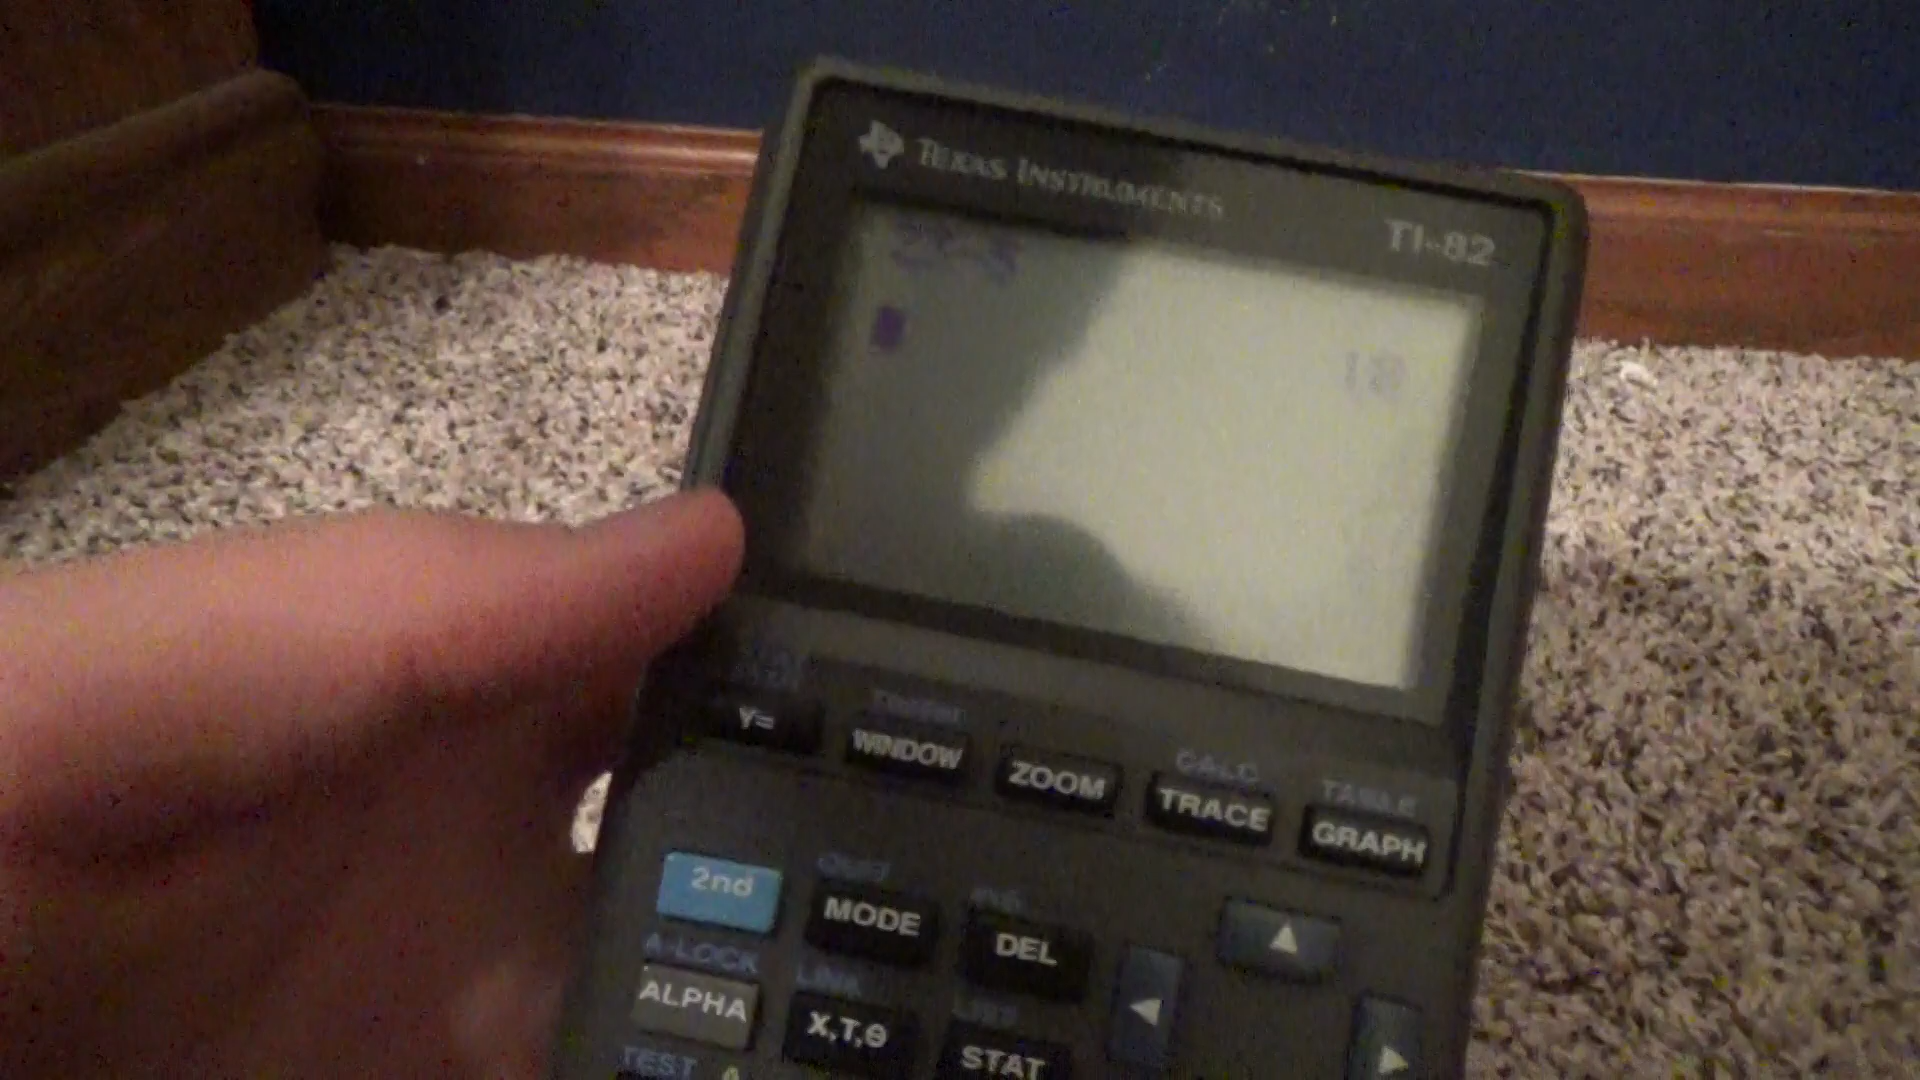 TEXAS INSTRUMENTS
TI-82
Y=
WINDOW
ZOOM
CALC
TRACE
TABLE
GRAPH
2nd
MODE
DEL
A-LOCK
LINK
ALPHA
X,T,θ
STAT
TEST A